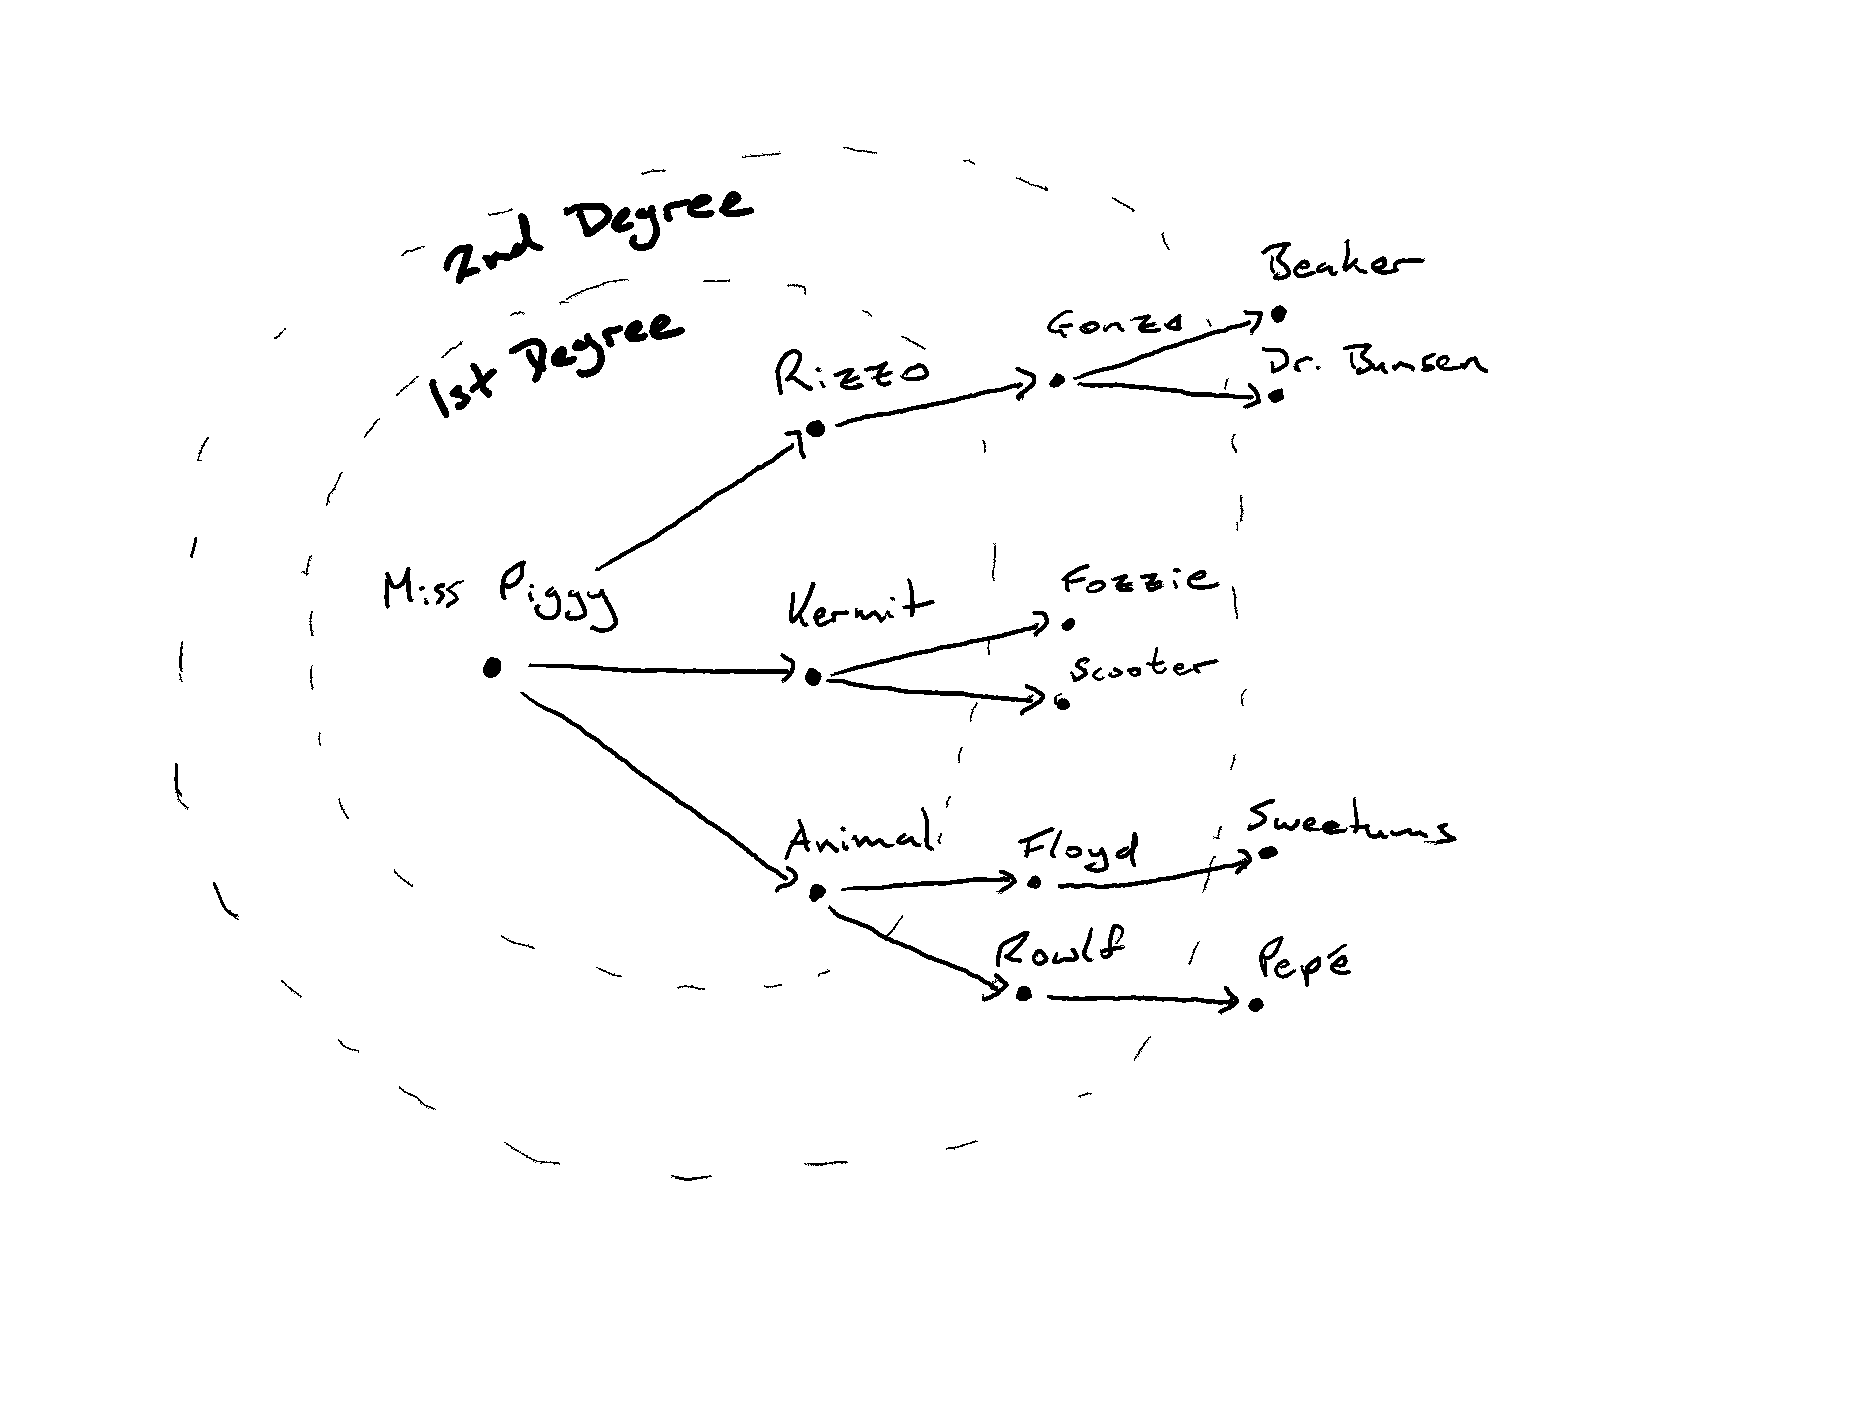 2nd Degree
1st Degree
Beaker
Gonzo
Dr. Bunsen
Rizzo
Miss Piggy
Kermit
Fozzie
Scooter
Animal
Floyd
Sweetums
Rowlf
Pepé